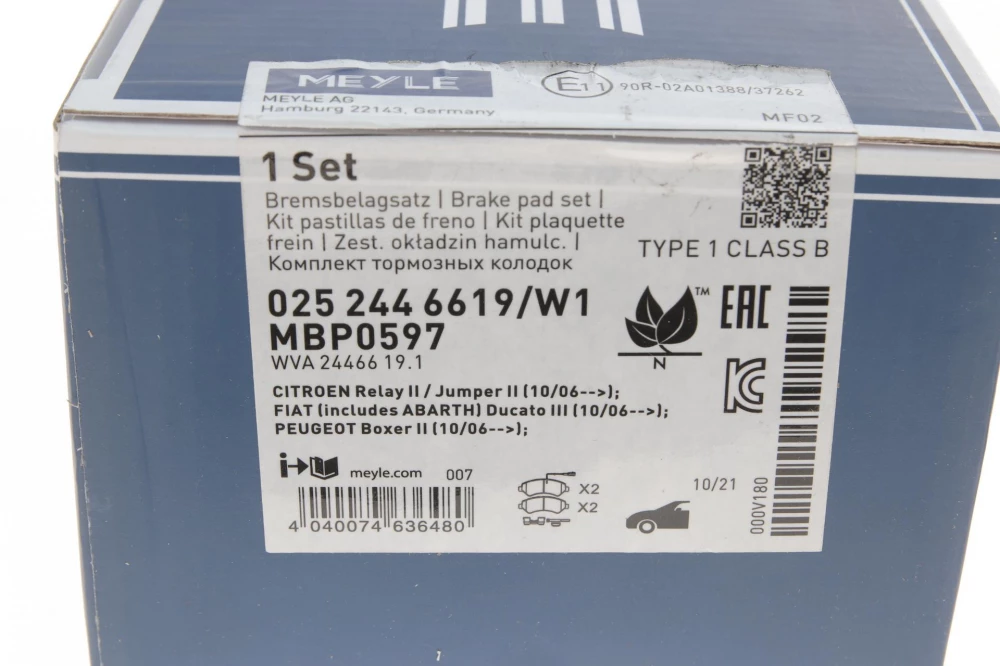 MEYLE
MEYLE AG
Hamburg 22143, Germany
E11 90R-02A01388/37262
MF02
1 Set
Bremsbelagsatz | Brake pad set |
Kit pastillas de freno | Kit plaquette
frein | Zest. okładzin hamulc. |
Комплект тормозных колодок
TYPE 1 CLASS B
025 244 6619/W1
MBP0597
WVA 24466 19.1
TM
N
EAC
CITROEN Relay II / Jumper II (10/06-->);
FIAT (includes ABARTH) Ducato III (10/06-->);
PEUGEOT Boxer II (10/06-->);
meyle.com 007
4 040074 636480
X2
X2
10/21
000V180